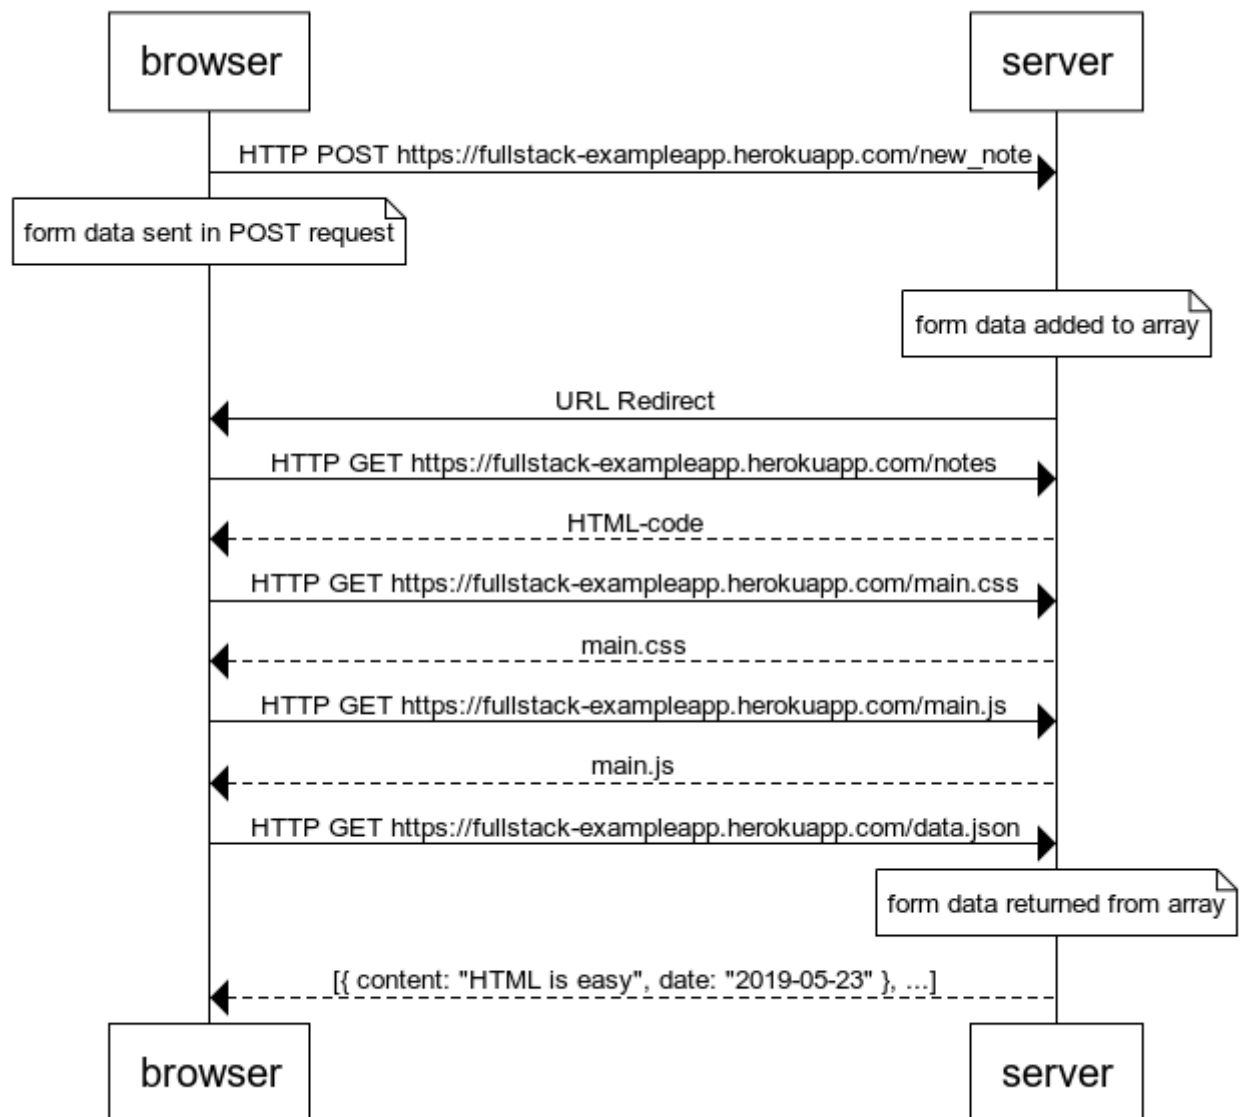 browser
server
HTTP POST https://fullstack-exampleapp.herokuapp.com/new_note
form data sent in POST request
form data added to array
URL Redirect
HTTP GET https://fullstack-exampleapp.herokuapp.com/notes
HTML-code
HTTP GET https://fullstack-exampleapp.herokuapp.com/main.css
main.css
HTTP GET https://fullstack-exampleapp.herokuapp.com/main.js
main.js
HTTP GET https://fullstack-exampleapp.herokuapp.com/data.json
form data returned from array
[{ content: "HTML is easy", date: "2019-05-23" }, ...]
browser
server